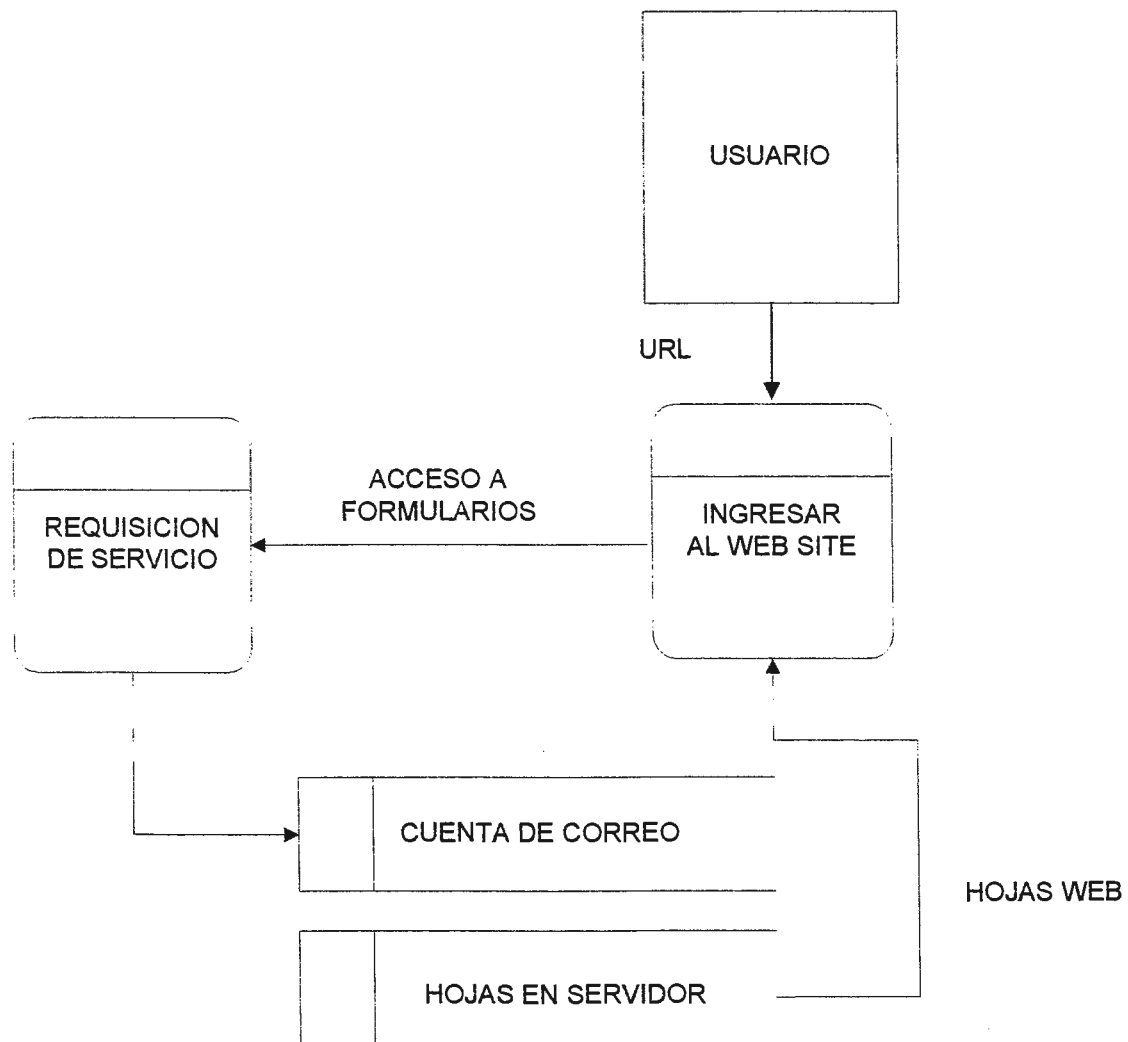 USUARIO
URL
ACCESO A
FORMULARIOS
REQUISICION
DE SERVICIO
INGRESAR
AL WEB SITE
CUENTA DE CORREO
HOJAS WEB
HOJAS EN SERVIDOR